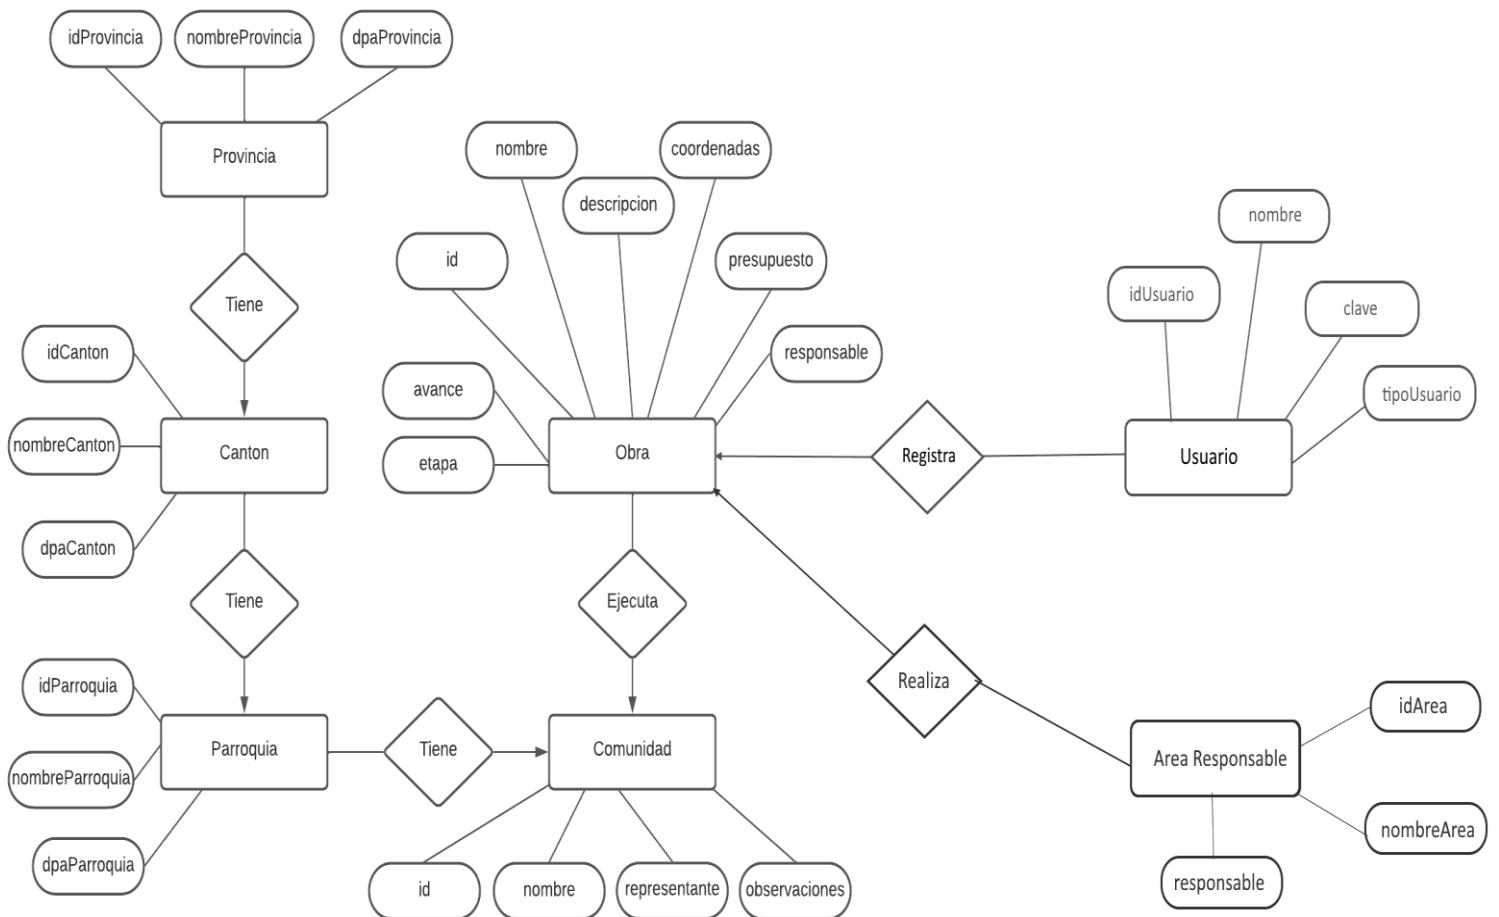 idProvincia
nombreProvincia
dpaProvincia
Provincia
Tiene
idCanton
nombreCanton
dpaCanton
Canton
Tiene
idParroquia
nombreParroquia
dpaParroquia
Parroquia
Tiene
nombre
coordenadas
descripcion
id
presupuesto
responsable
avance
etapa
Obra
Ejecuta
Comunidad
id
nombre
representante
observaciones
Registra
nombre
idUsuario
clave
tipoUsuario
Usuario
Realiza
Area Responsable
idArea
nombreArea
responsable